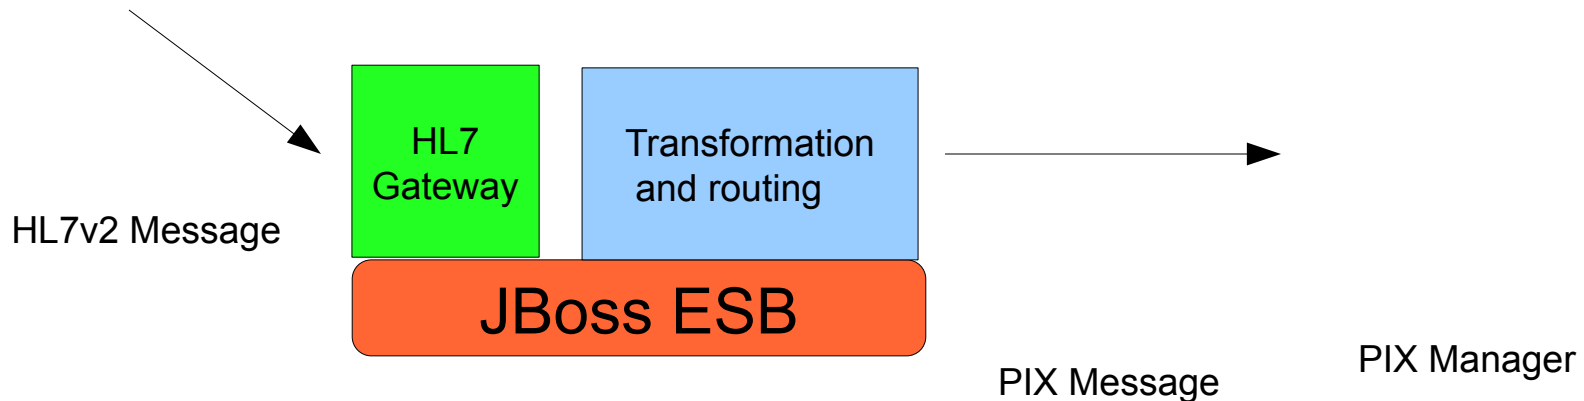 HL7
Gateway
Transformation
and routing
HL7v2 Message
JBoss ESB
PIX Message
PIX Manager